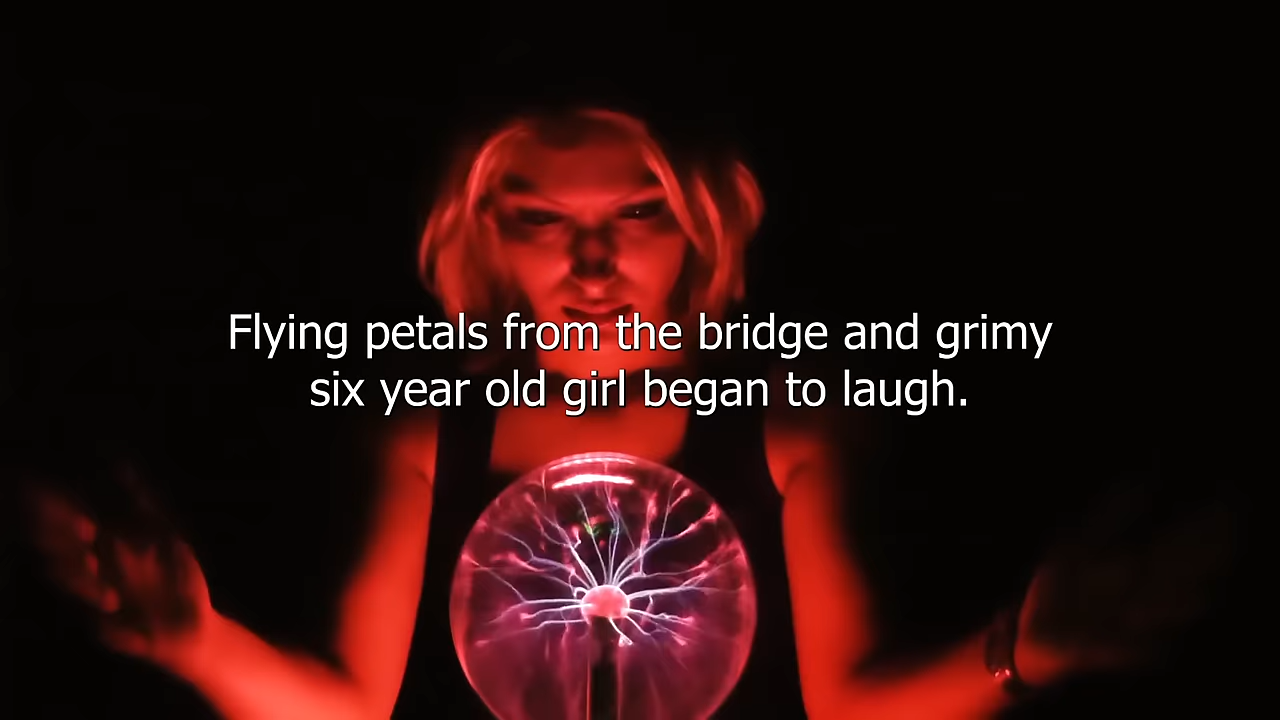 Flying petals from the bridge and grimy
six year old girl began to laugh.